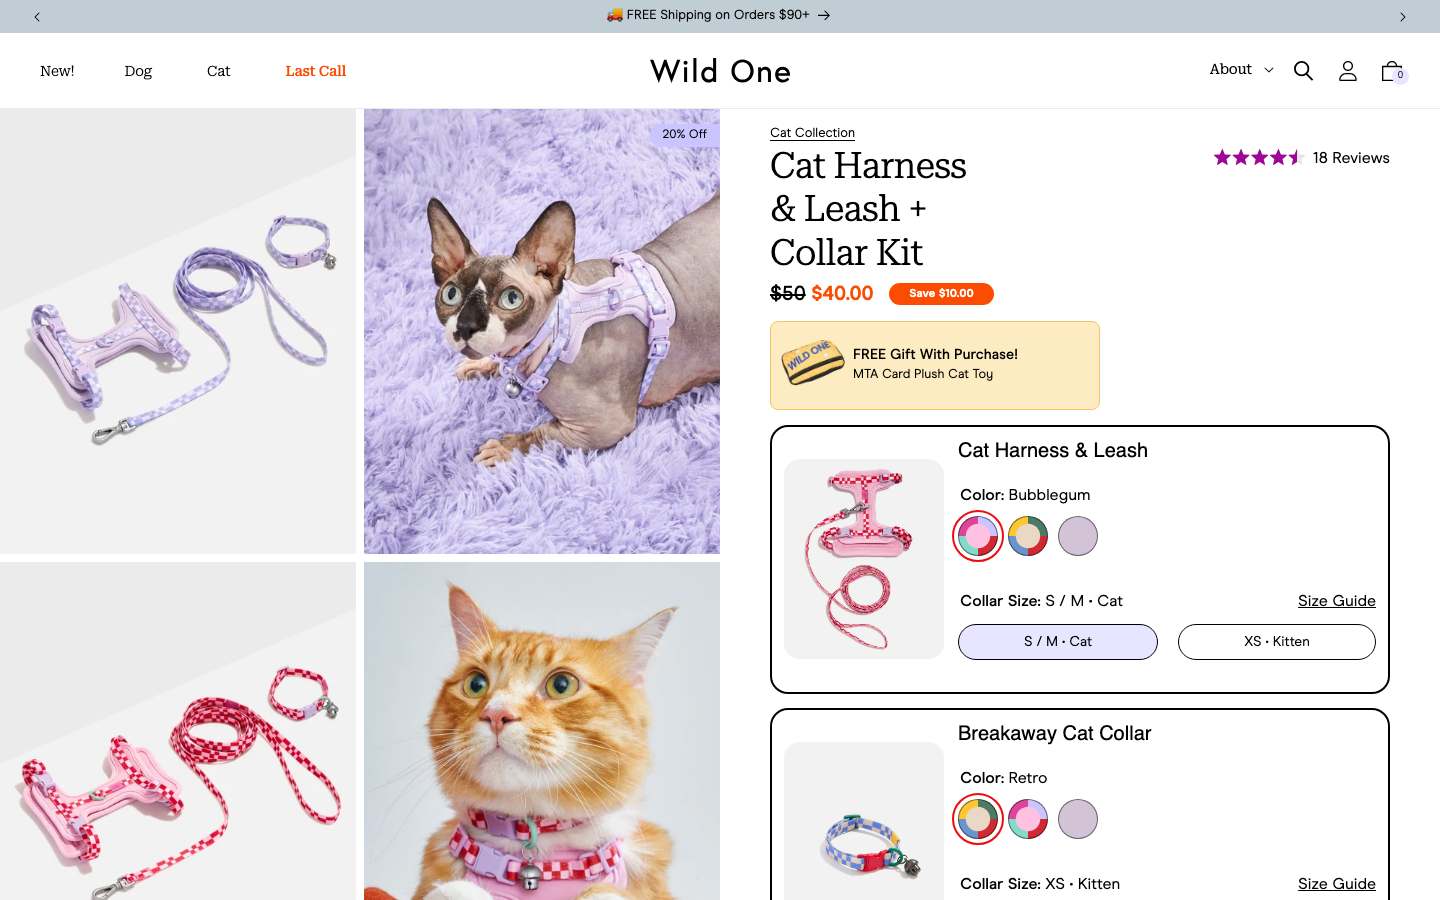 🚚 FREE Shipping on Orders $90+ →
New!
Dog
Cat
Last Call
Wild One
About
0
20% Off
Cat Collection
Cat Harness
& Leash +
Collar Kit
18 Reviews
$50 $40.00
Save $10.00
WILD ONE
FREE Gift With Purchase!
MTA Card Plush Cat Toy
Cat Harness & Leash
Color: Bubblegum
Collar Size: S / M • Cat
Size Guide
S / M • Cat
XS • Kitten
Breakaway Cat Collar
Color: Retro
Collar Size: XS • Kitten
Size Guide